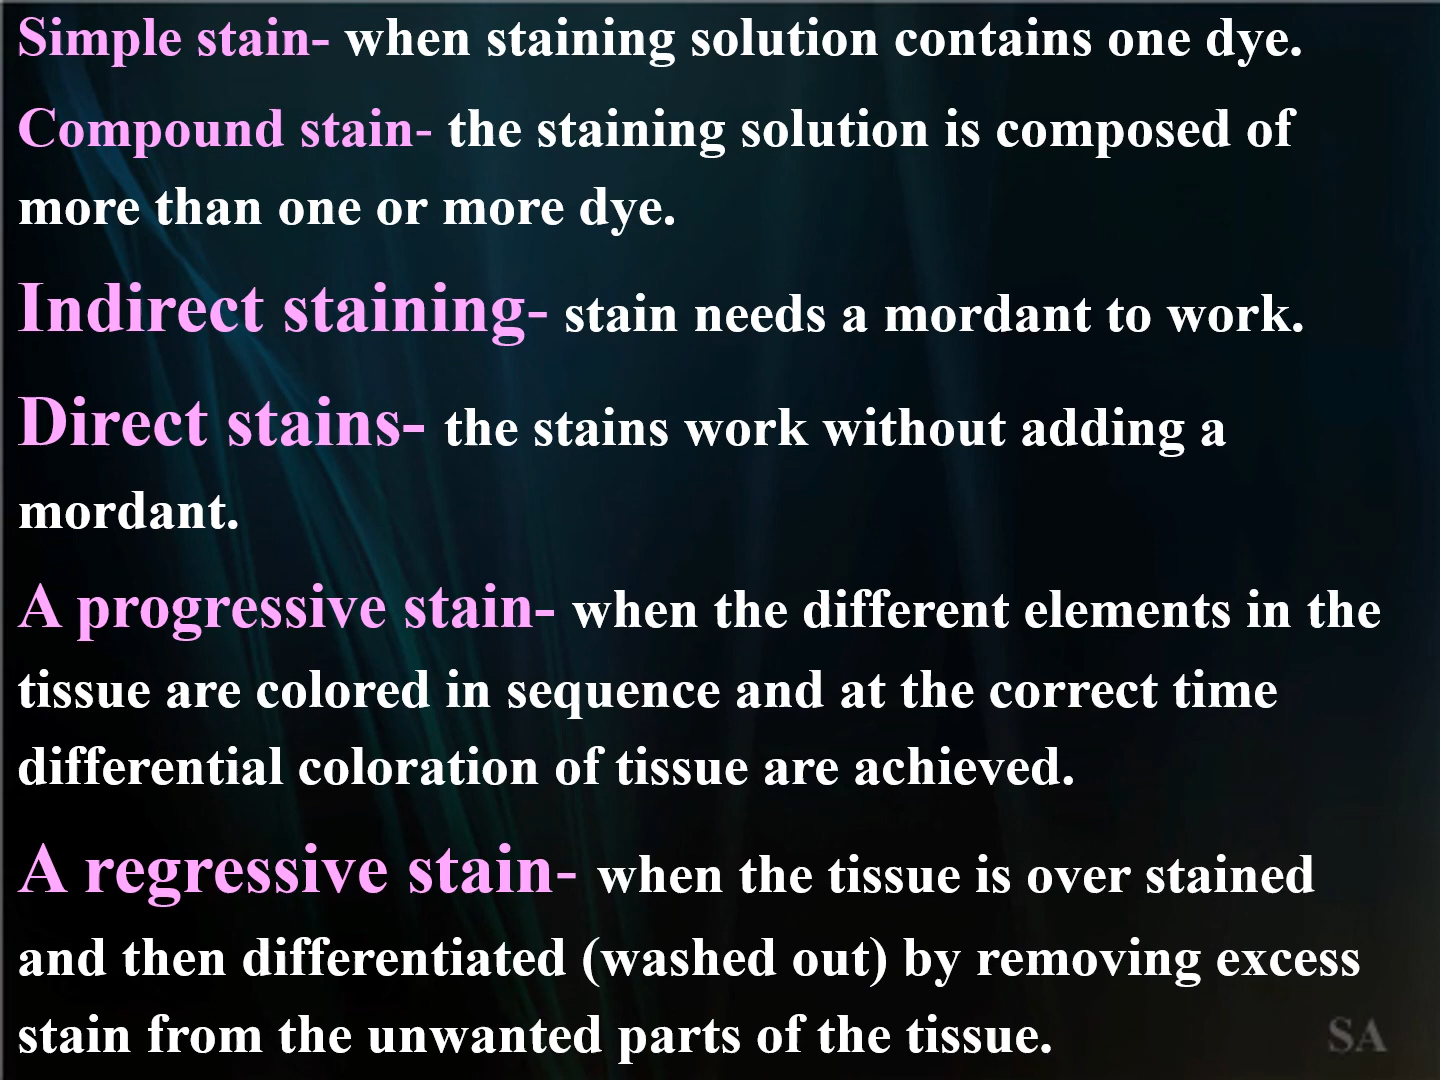 Simple stain- when staining solution contains one dye.
Compound stain- the staining solution is composed of
more than one or more dye.
Indirect staining- stain needs a mordant to work.
Direct stains- the stains work without adding a
mordant.
A progressive stain- when the different elements in the
tissue are colored in sequence and at the correct time
differential coloration of tissue are achieved.
A regressive stain- when the tissue is over stained
and then differentiated (washed out) by removing excess
stain from the unwanted parts of the tissue.
SA